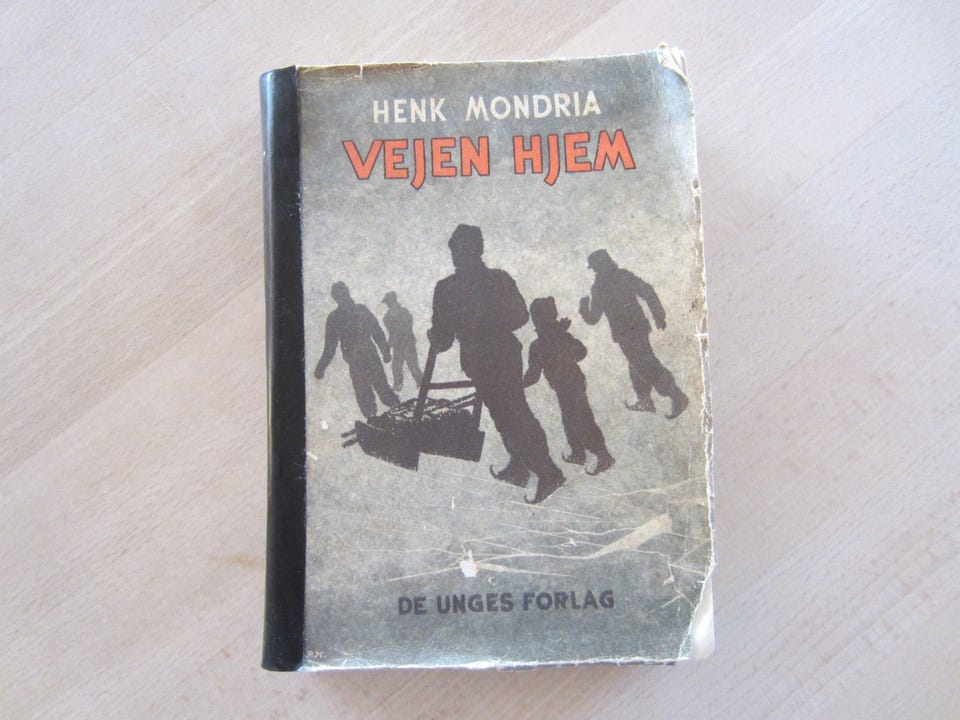 HENK MONDRIA
VEJEN HJEM
DE UNGES FORLAG